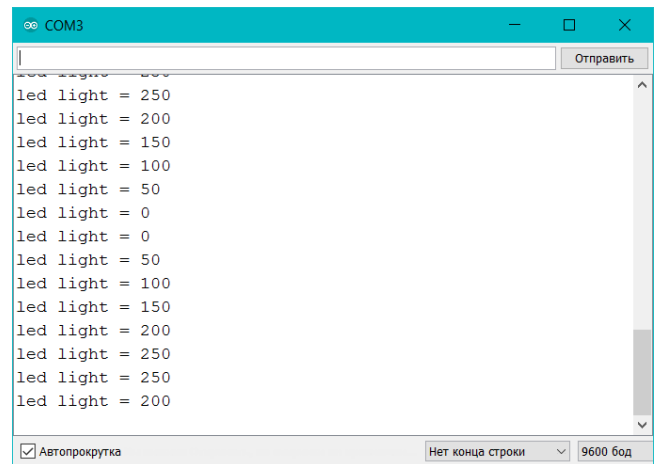 COM3
Отправить
led light = 250
led light = 200
led light = 150
led light = 100
led light = 50
led light = 0
led light = 0
led light = 50
led light = 100
led light = 150
led light = 200
led light = 250
led light = 250
led light = 200
Автопрокрутка Нет конца строки 9600 бод